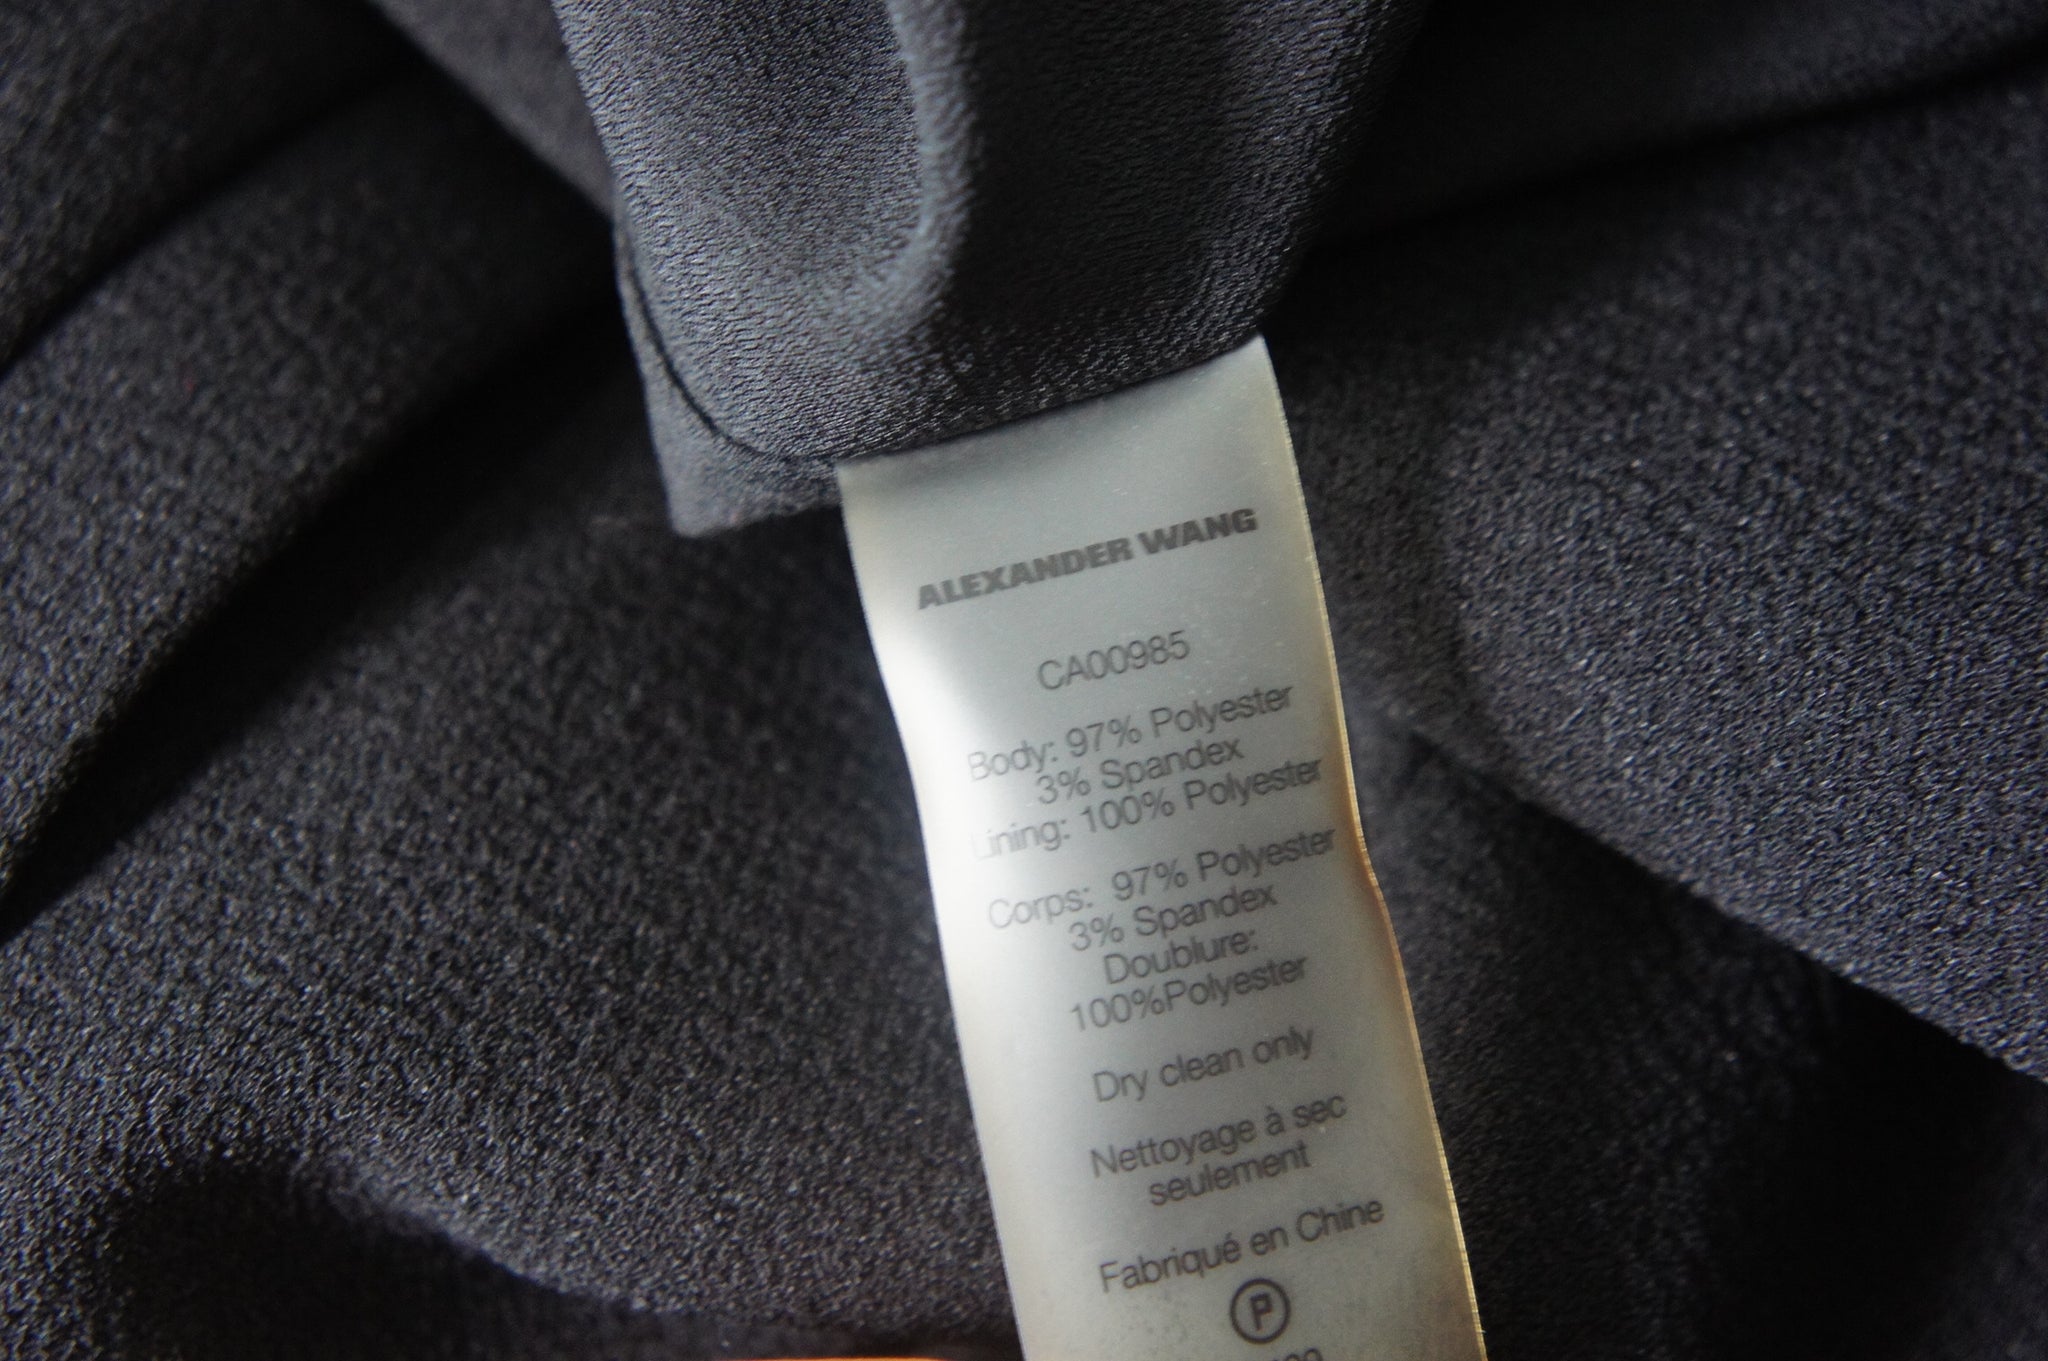 ALEXANDER WANG
CA00985
Body: 97% Polyester
3% Spandex
Lining: 100% Polyester
Corps: 97% Polyester
3% Spandex
Doublure:
100%Polyester
Dry clean only
Nettoyage à sec
seulement
Fabriqué en Chine
P